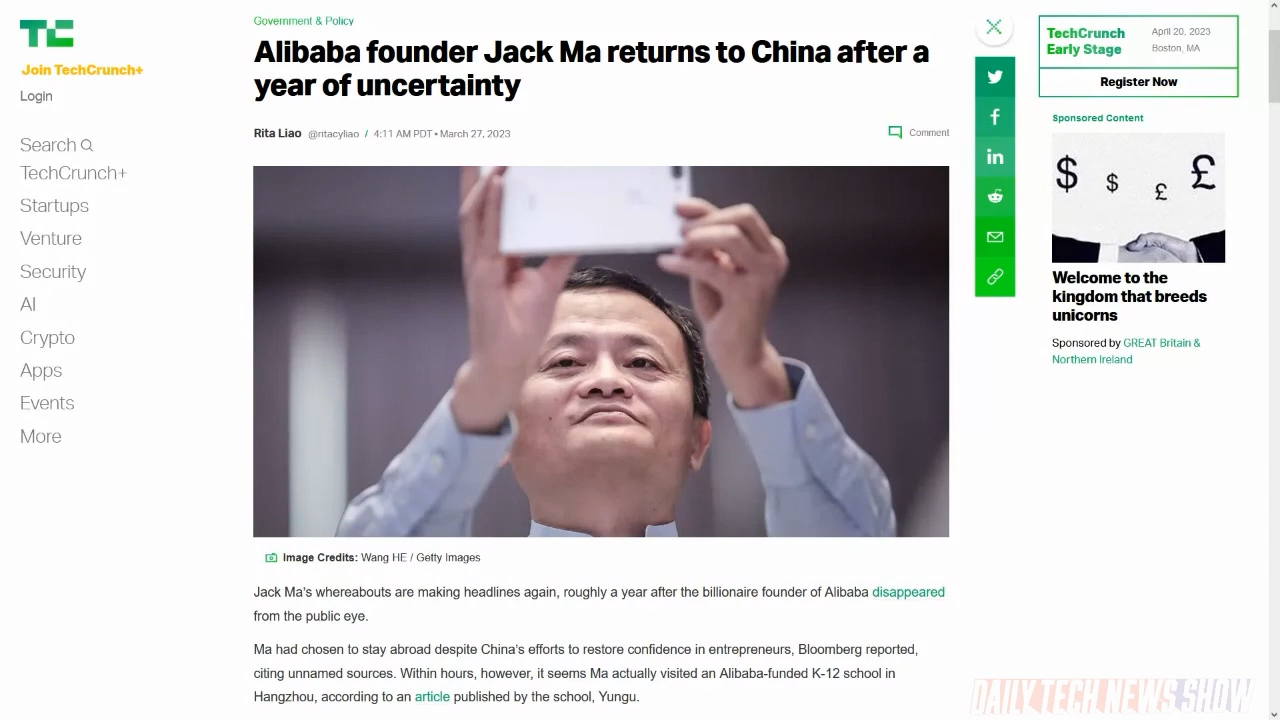 TC
Join TechCrunch+
Login
Search
TechCrunch+
Startups
Venture
Security
AI
Crypto
Apps
Events
More
Government & Policy
Alibaba founder Jack Ma returns to China after a
year of uncertainty
Rita Liao @ritacyliao / 4:11 AM PDT • March 27, 2023
Comment
Image Credits: Wang HE / Getty Images
Jack Ma's whereabouts are making headlines again, roughly a year after the billionaire founder of Alibaba disappeared
from the public eye.
Ma had chosen to stay abroad despite China's efforts to restore confidence in entrepreneurs, Bloomberg reported,
citing unnamed sources. Within hours, however, it seems Ma actually visited an Alibaba-funded K-12 school in
Hangzhou, according to an article published by the school, Yungu.
f
in
TechCrunch
Early Stage
April 20, 2023
Boston, MA
Register Now
Sponsored Content
$ $ £ £
Welcome to the
kingdom that breeds
unicorns
Sponsored by GREAT Britain &
Northern Ireland
DAILY TECH NEWS SHOW